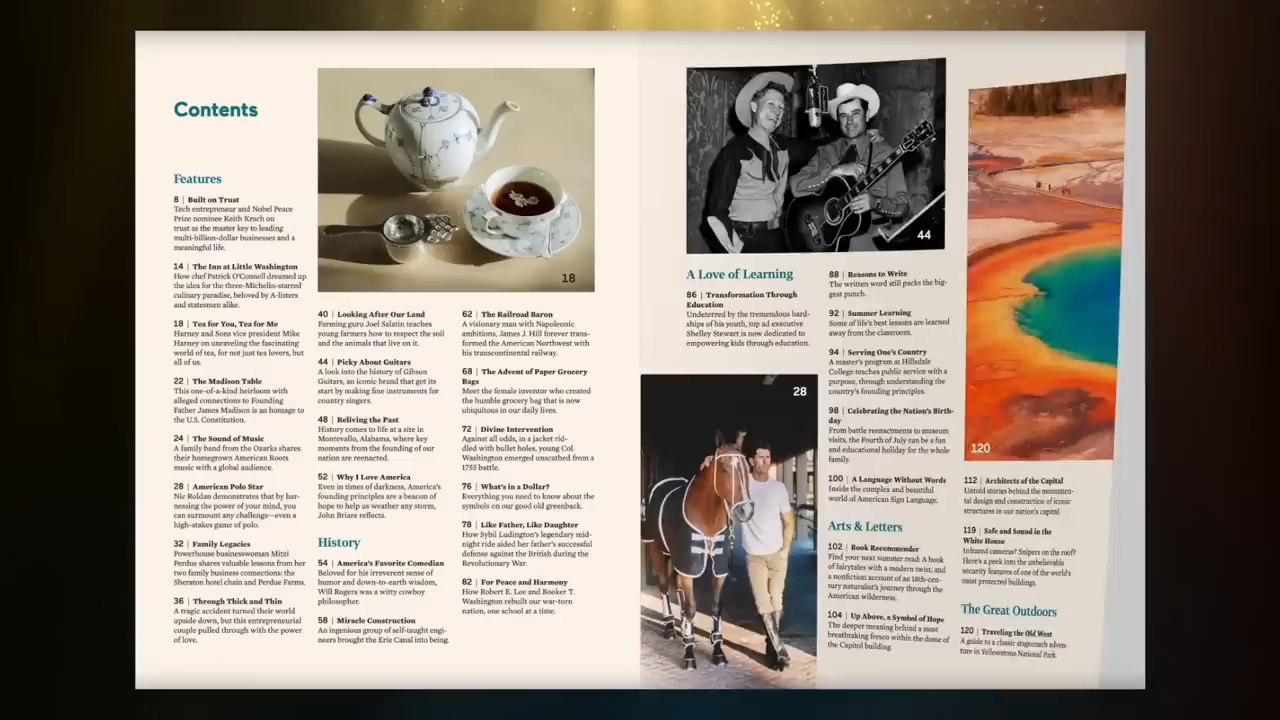 Contents
Features
8 | Built on Trust
Tech entrepreneur and Nobel Peace
Prize nominee Keith Krach on
trust as the master key to leading
multi-billion-dollar businesses and a
meaningful life.
14 | The Inn at Little Washington
How chef Patrick O'Connell dreamed up
the idea for the three-Michelin-starred
culinary paradise, beloved by A-listers
and statesmen alike.
18 | Tea for You, Tea for Me
Harney and Sons vice president Mike
Harney on unraveling the fascinating
world of tea, for not just tea lovers, but
all of us.
22 | The Madison Table
This one-of-a-kind heirloom with
alleged connections to Founding
Father James Madison is an homage to
the U.S. Constitution.
24 | The Sound of Music
A family band from the Ozarks shares
their homegrown American Roots
music with a global audience.
28 | American Polo Star
Nic Roldan demonstrates that by har-
nessing the power of your mind, you
can surmount any challenge—even a
high-stakes game of polo.
32 | Family Legacies
Powerhouse businesswoman Mitzi
Perdue shares valuable lessons from her
two family business connections: the
Sheraton hotel chain and Perdue Farms.
36 | Through Thick and Thin
A tragic accident turned their world
upside down, but this entrepreneurial
couple pulled through with the power
of love.
18
40 | Looking After Our Land
Farming guru Joel Salatin teaches
young farmers how to respect the soil
and the animals that live on it.
44 | Picky About Guitars
A look into the history of Gibson
Guitars, an iconic brand that got its
start by making fine instruments for
country singers.
48 | Reliving the Past
History comes to life at a site in
Montevallo, Alabama, where key
moments from the founding of our
nation are reenacted.
52 | Why I Love America
Even in times of darkness, America's
founding principles are a beacon of
hope to help us weather any storm,
John Briare reflects.
History
54 | America's Favorite Comedian
Beloved for his irreverent sense of
humor and down-to-earth wisdom,
Will Rogers was a witty cowboy
philosopher.
58 | Miracle Construction
An ingenious group of self-taught engi-
neers brought the Erie Canal into being.
62 | The Railroad Baron
A visionary man with Napoleonic
ambitions, James J. Hill forever trans-
formed the American Northwest with
his transcontinental railway.
68 | The Advent of Paper Grocery
Bags
Meet the female inventor who created
the humble grocery bag that is now
ubiquitous in our daily lives.
72 | Divine Intervention
Against all odds, in a jacket rid-
dled with bullet holes, young Col.
Washington emerged unscathed from a
1755 battle.
76 | What's in a Dollar?
Everything you need to know about the
symbols on our good old greenback.
78 | Like Father, Like Daughter
How Sybil Ludington's legendary mid-
night ride aided her father's successful
defense against the British during the
Revolutionary War.
82 | For Peace and Harmony
How Robert E. Lee and Booker T.
Washington rebuilt our war-torn
nation, one school at a time.
44
A Love of Learning
86 | Transformation Through
Education
Undeterred by the tremendous hard-
ships of his youth, top ad executive
Shelley Stewart is now dedicated to
empowering kids through education.
28
88 | Reasons to Write
The written word still packs the big-
gest punch.
92 | Summer Learning
Some of life's best lessons are learned
away from the classroom.
94 | Serving One's Country
A master's program at Hillsdale
College teaches public service with a
purpose, through understanding the
country's founding principles.
98 | Celebrating the Nation's Birth-
day
From battle reenactments to museum
visits, the Fourth of July can be a fun
and educational holiday for the whole
family.
100 | A Language Without Words
Inside the complex and beautiful
world of American Sign Language.
Arts & Letters
102 | Book Recommender
Find your next summer read: A book
of fairytales with a modern twist, and
a nonfiction account of an 18th-cen-
tury naturalist's journey through the
American wilderness.
104 | Up Above, a Symbol of Hope
The deeper meaning behind a most
breathtaking fresco within the dome of
the Capitol building.
120
112 | Architects of the Capital
Untold stories behind the monumen-
tal design and construction of iconic
structures in our nation's capital
119 | Safe and Sound in the
White House
Infrared cameras? Snipers on the roof?
Here's a peek into the unbelievable
security features of one of the world's
most protected buildings.
The Great Outdoors
120 | Traveling the Old West
A guide to a classic stagecoach adven-
ture in Yellowstone National Park.